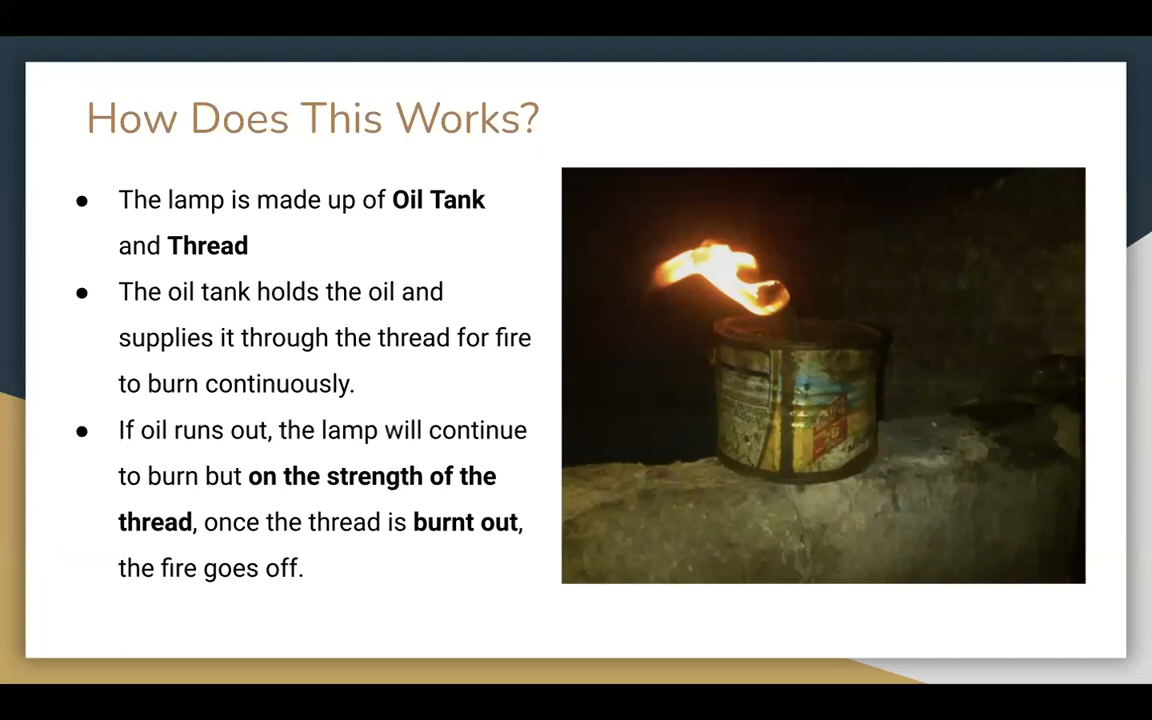 How Does This Works?
● The lamp is made up of Oil Tank
and Thread
● The oil tank holds the oil and
supplies it through the thread for fire
to burn continuously.
● If oil runs out, the lamp will continue
to burn but on the strength of the
thread, once the thread is burnt out,
the fire goes off.